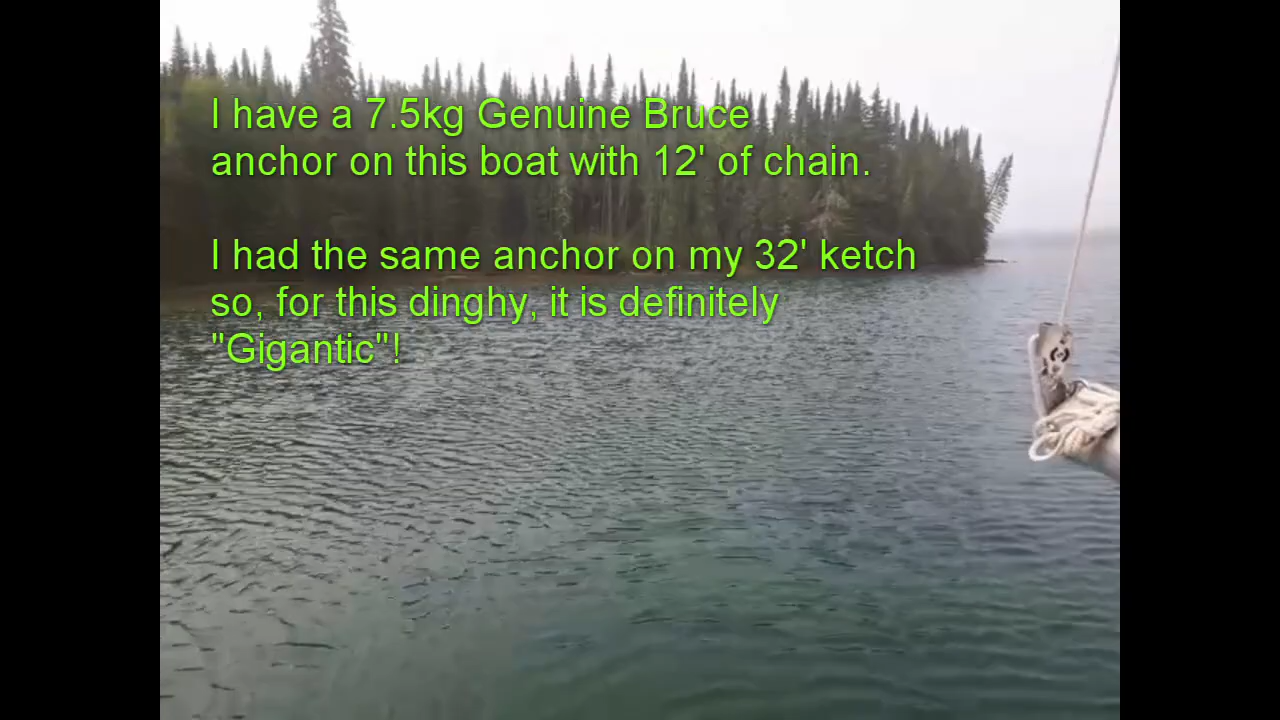 I have a 7.5kg Genuine Bruce
anchor on this boat with 12' of chain.
I had the same anchor on my 32' ketch
so, for this dinghy, it is definitely
"Gigantic"!